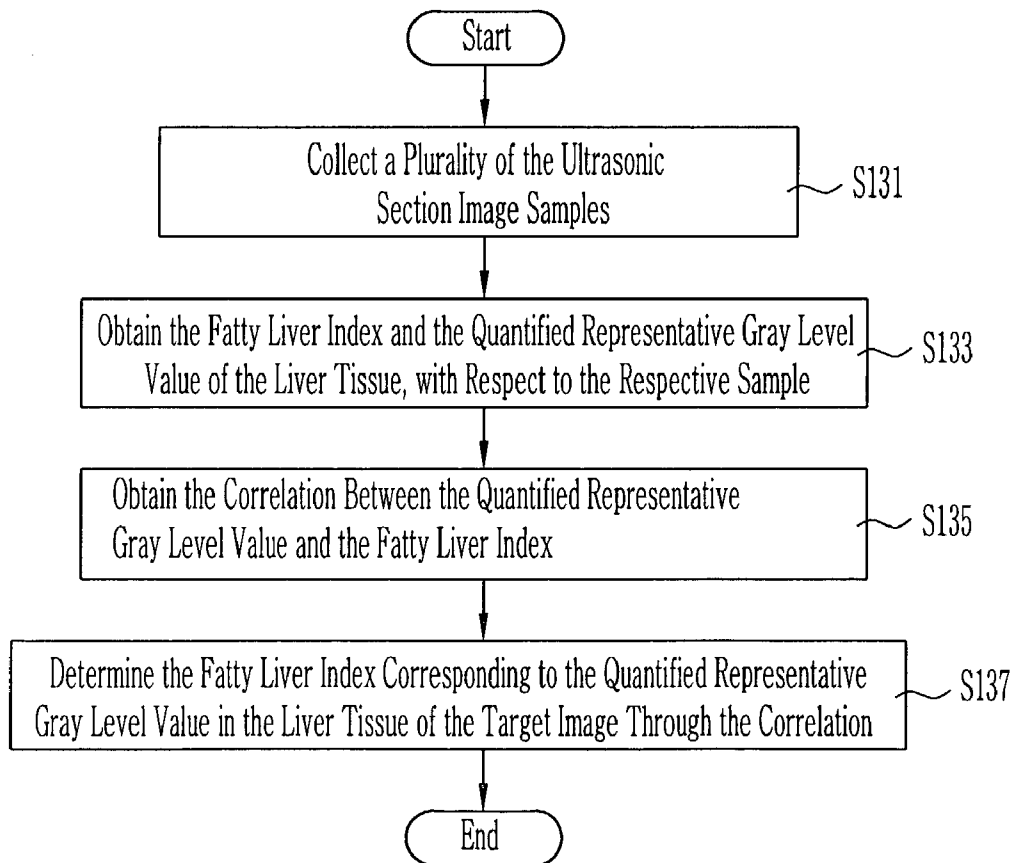 Start
Collect a Plurality of the Ultrasonic
Section Image Samples
S131
Obtain the Fatty Liver Index and the Quantified Representative Gray Level
Value of the Liver Tissue, with Respect to the Respective Sample
S133
Obtain the Correlation Between the Quantified Representative
Gray Level Value and the Fatty Liver Index
S135
Determine the Fatty Liver Index Corresponding to the Quantified Representative
Gray Level Value in the Liver Tissue of the Target Image Through the Correlation
S137
End